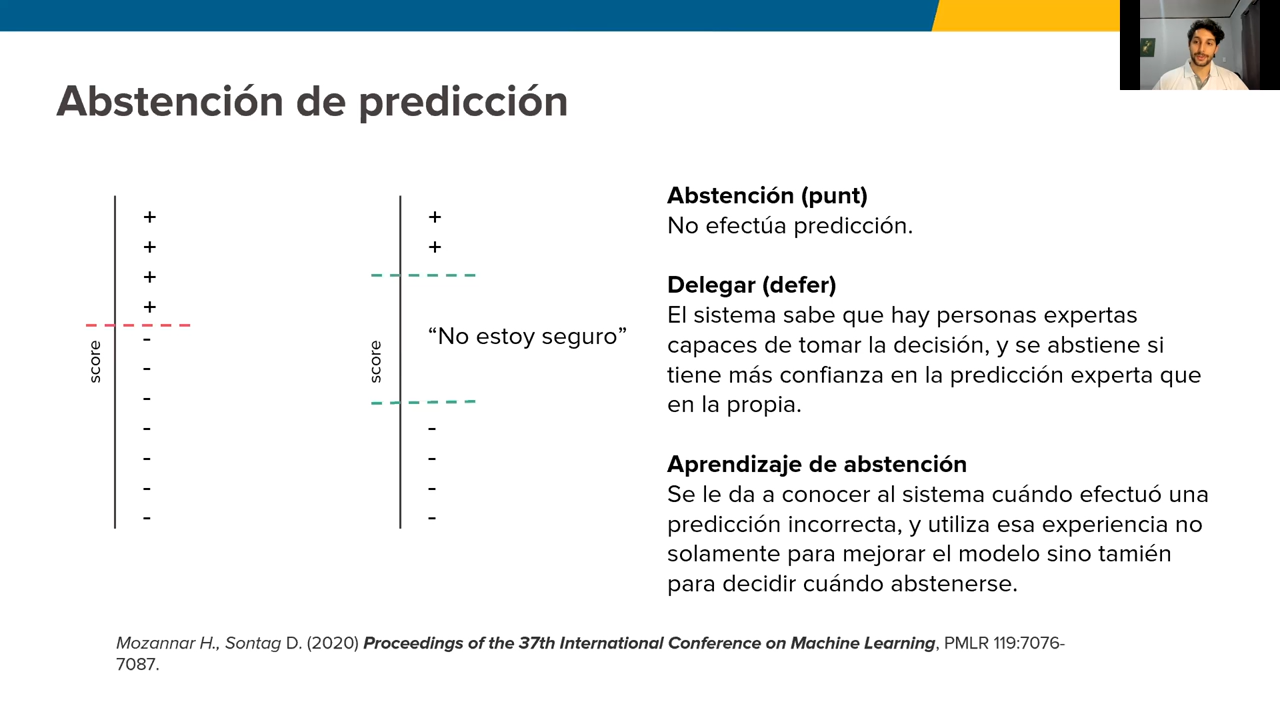 Abstención de predicción
+
+
+
+
-
-
-
-
-
-
-
score
+
+
“No estoy seguro”
-
-
-
-
score
Abstención (punt)
No efectúa predicción.
Delegar (defer)
El sistema sabe que hay personas expertas
capaces de tomar la decisión, y se abstiene si
tiene más confianza en la predicción experta que
en la propia.
Aprendizaje de abstención
Se le da a conocer al sistema cuándo efectuó una
predicción incorrecta, y utiliza esa experiencia no
solamente para mejorar el modelo sino tamién
para decidir cuándo abstenerse.
Mozannar H., Sontag D. (2020) Proceedings of the 37th International Conference on Machine Learning, PMLR 119:7076-
7087.